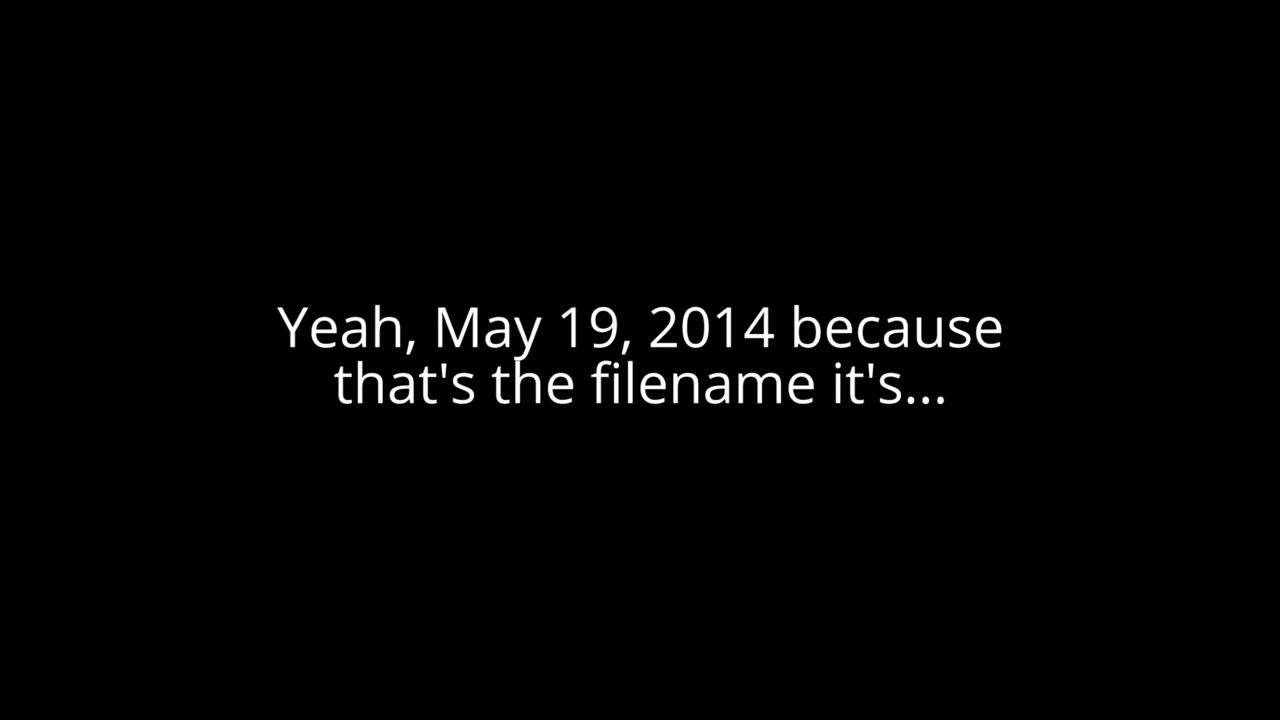 Yeah, May 19, 2014 because
that's the filename it's...